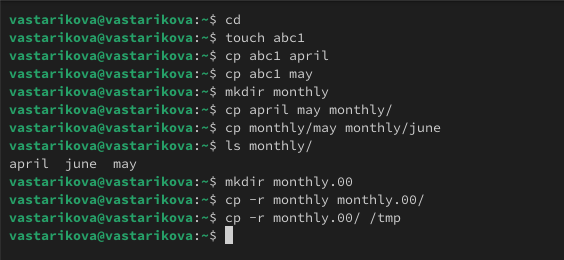 vastarikova@vastarikova:~$ cd
vastarikova@vastarikova:~$ touch abc1
vastarikova@vastarikova:~$ cp abc1 april
vastarikova@vastarikova:~$ cp abc1 may
vastarikova@vastarikova:~$ mkdir monthly
vastarikova@vastarikova:~$ cp april may monthly/
vastarikova@vastarikova:~$ cp monthly/may monthly/june
vastarikova@vastarikova:~$ ls monthly/
april  june  may
vastarikova@vastarikova:~$ mkdir monthly.00
vastarikova@vastarikova:~$ cp -r monthly monthly.00/
vastarikova@vastarikova:~$ cp -r monthly.00/ /tmp
vastarikova@vastarikova:~$